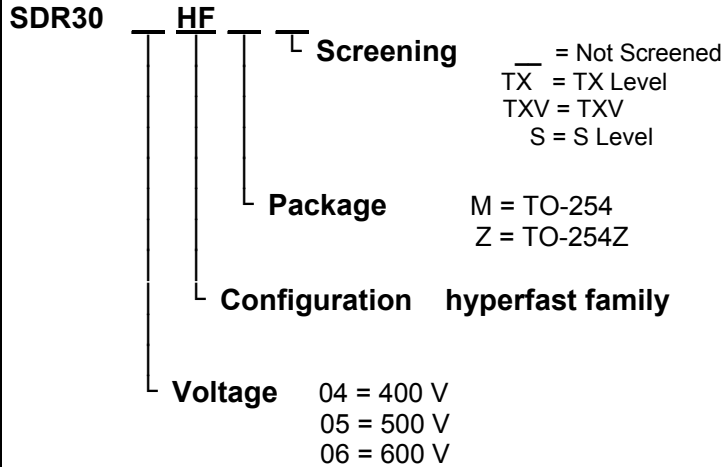 SDR30 __ HF __ __
Screening __ = Not Screened
TX = TX Level
TXV = TXV
S = S Level
Package M = TO-254
Z = TO-254Z
Configuration hyperfast family
Voltage 04 = 400 V
05 = 500 V
06 = 600 V